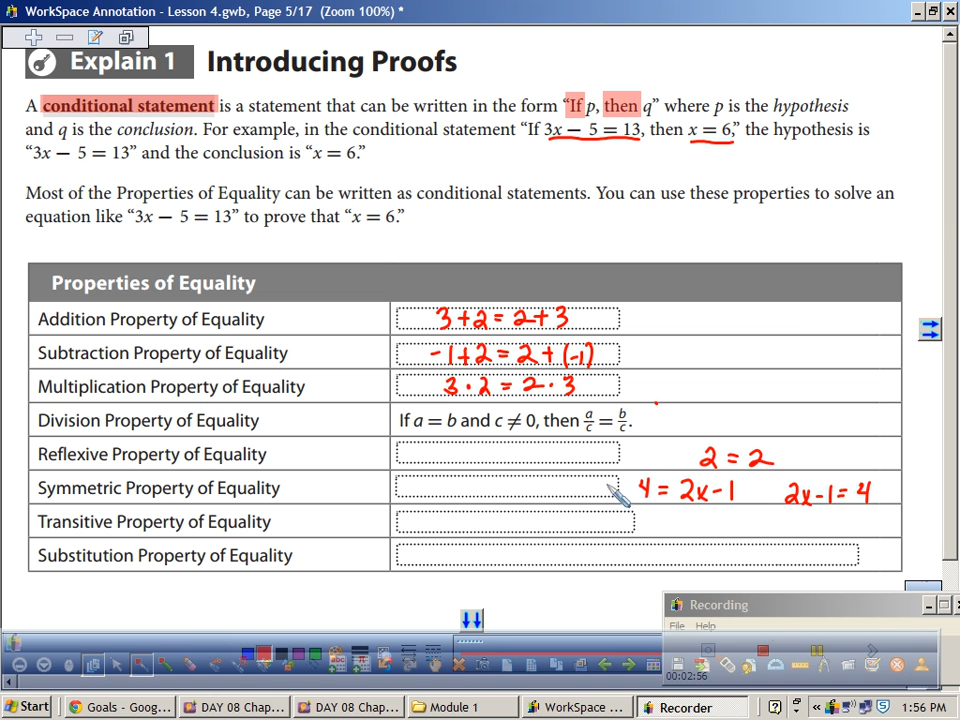 WorkSpace Annotation - Lesson 4.gwb, Page 5/17 (Zoom 100%) *
Explain 1 Introducing Proofs
A conditional statement is a statement that can be written in the form “If p, then q” where p is the hypothesis
and q is the conclusion. For example, in the conditional statement “If 3x − 5 = 13, then x = 6,” the hypothesis is
“3x − 5 = 13” and the conclusion is “x = 6.”
Most of the Properties of Equality can be written as conditional statements. You can use these properties to solve an
equation like “3x − 5 = 13” to prove that “x = 6.”
Properties of Equality
Addition Property of Equality 3+2 = 2+3
Subtraction Property of Equality -1+2 = 2+(-1)
Multiplication Property of Equality 3·2 = 2·3
Division Property of Equality If a = b and c ≠ 0, then a/c = b/c.
Reflexive Property of Equality 2 = 2
Symmetric Property of Equality 4 = 2x-1 2x-1=4
Transitive Property of Equality
Substitution Property of Equality
Recording
File Help
00:02:56
Start Goals - Goog... DAY 08 Chap... DAY 08 Chap... Module 1 WorkSpace ... Recorder 1:56 PM